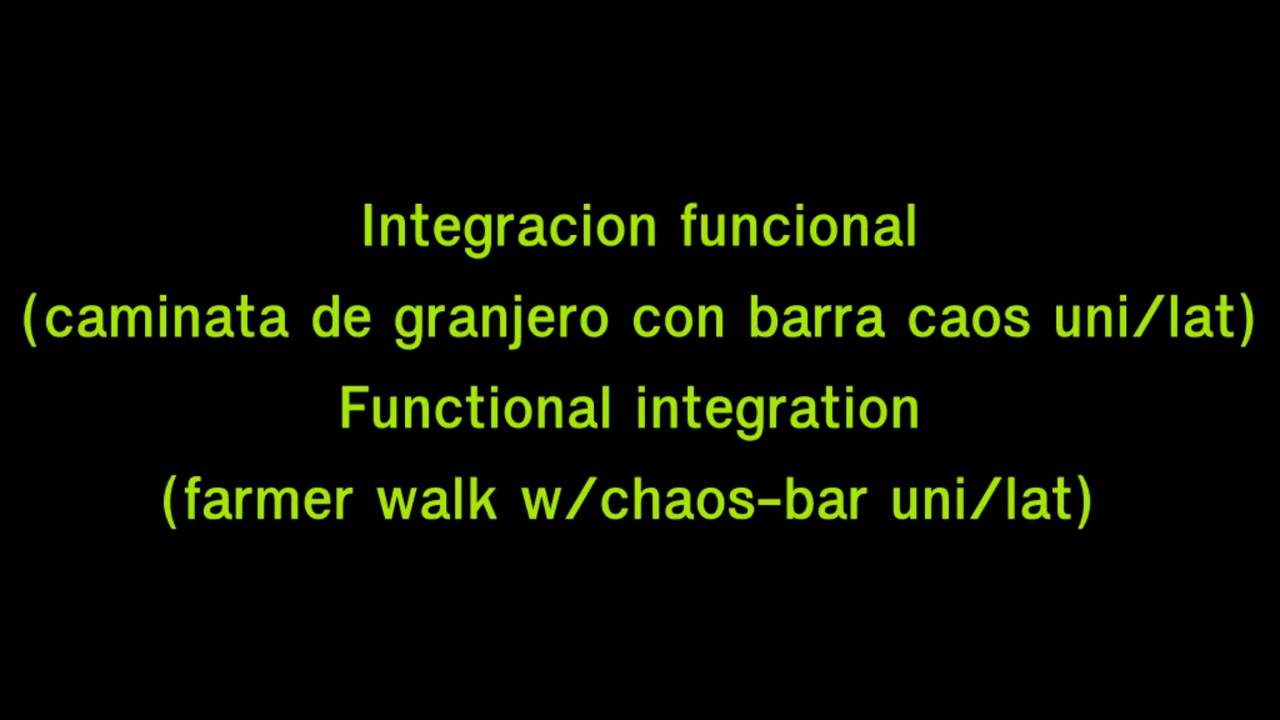 Integracion funcional
(caminata de granjero con barra caos uni/lat)
Functional integration
(farmer walk w/chaos-bar uni/lat)